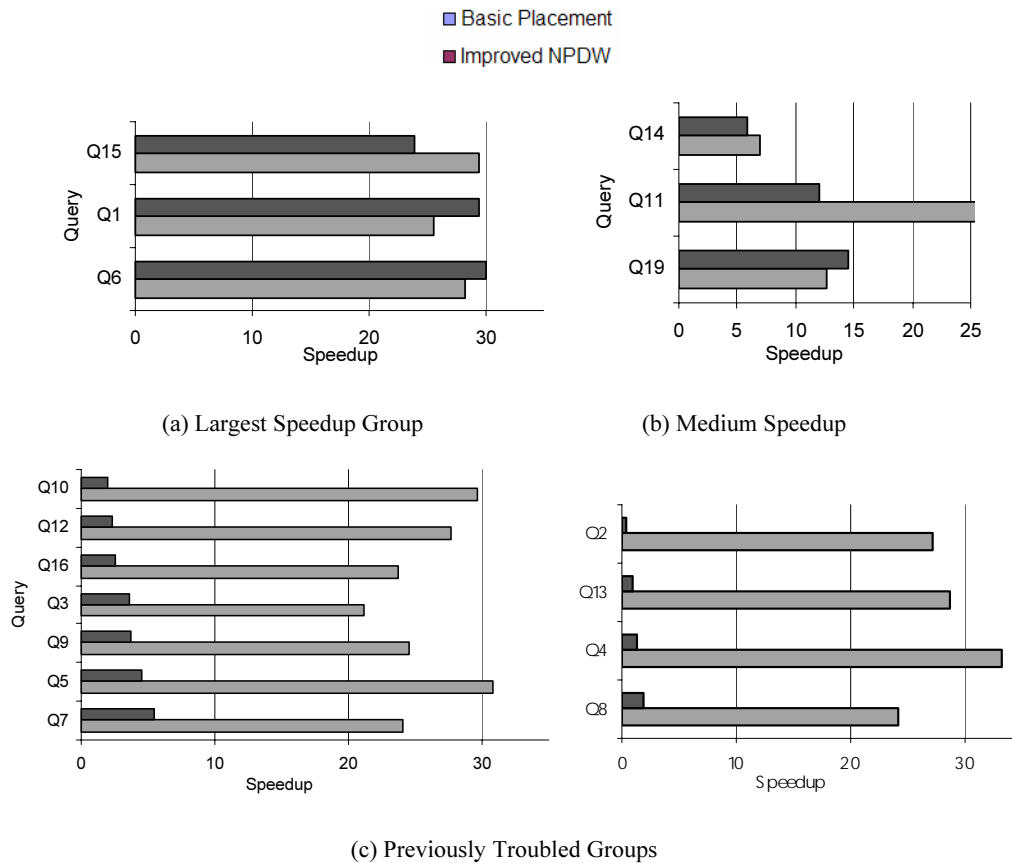 Basic Placement
Improved NPDW
Q15
Q1
Q6
Query
0 10 20 30
Speedup
(a) Largest Speedup Group
Q14
Q11
Q19
Query
0 5 10 15 20 25
Speedup
(b) Medium Speedup
Q10
Q12
Q16
Q3
Q9
Q5
Q7
Query
0 10 20 30
Speedup
Q2
Q13
Q4
Q8
0 10 20 30
Speedup
(c) Previously Troubled Groups